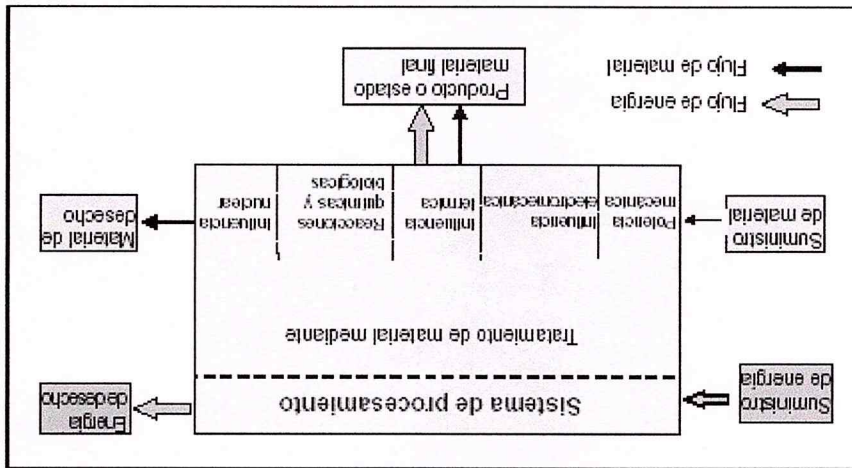 Suministro
de energía
Sistema de procesamiento
Energía
de desecho
Tratamiento de material mediante
Suministro
de material
Potencia
mecánica
Influencia
electromecánica
Influencia
térmica
Reacciones
químicas y
biológicas
Influencia
nuclear
Material de
desecho
Flujo de energía
Flujo de material
Producto o estado
material final